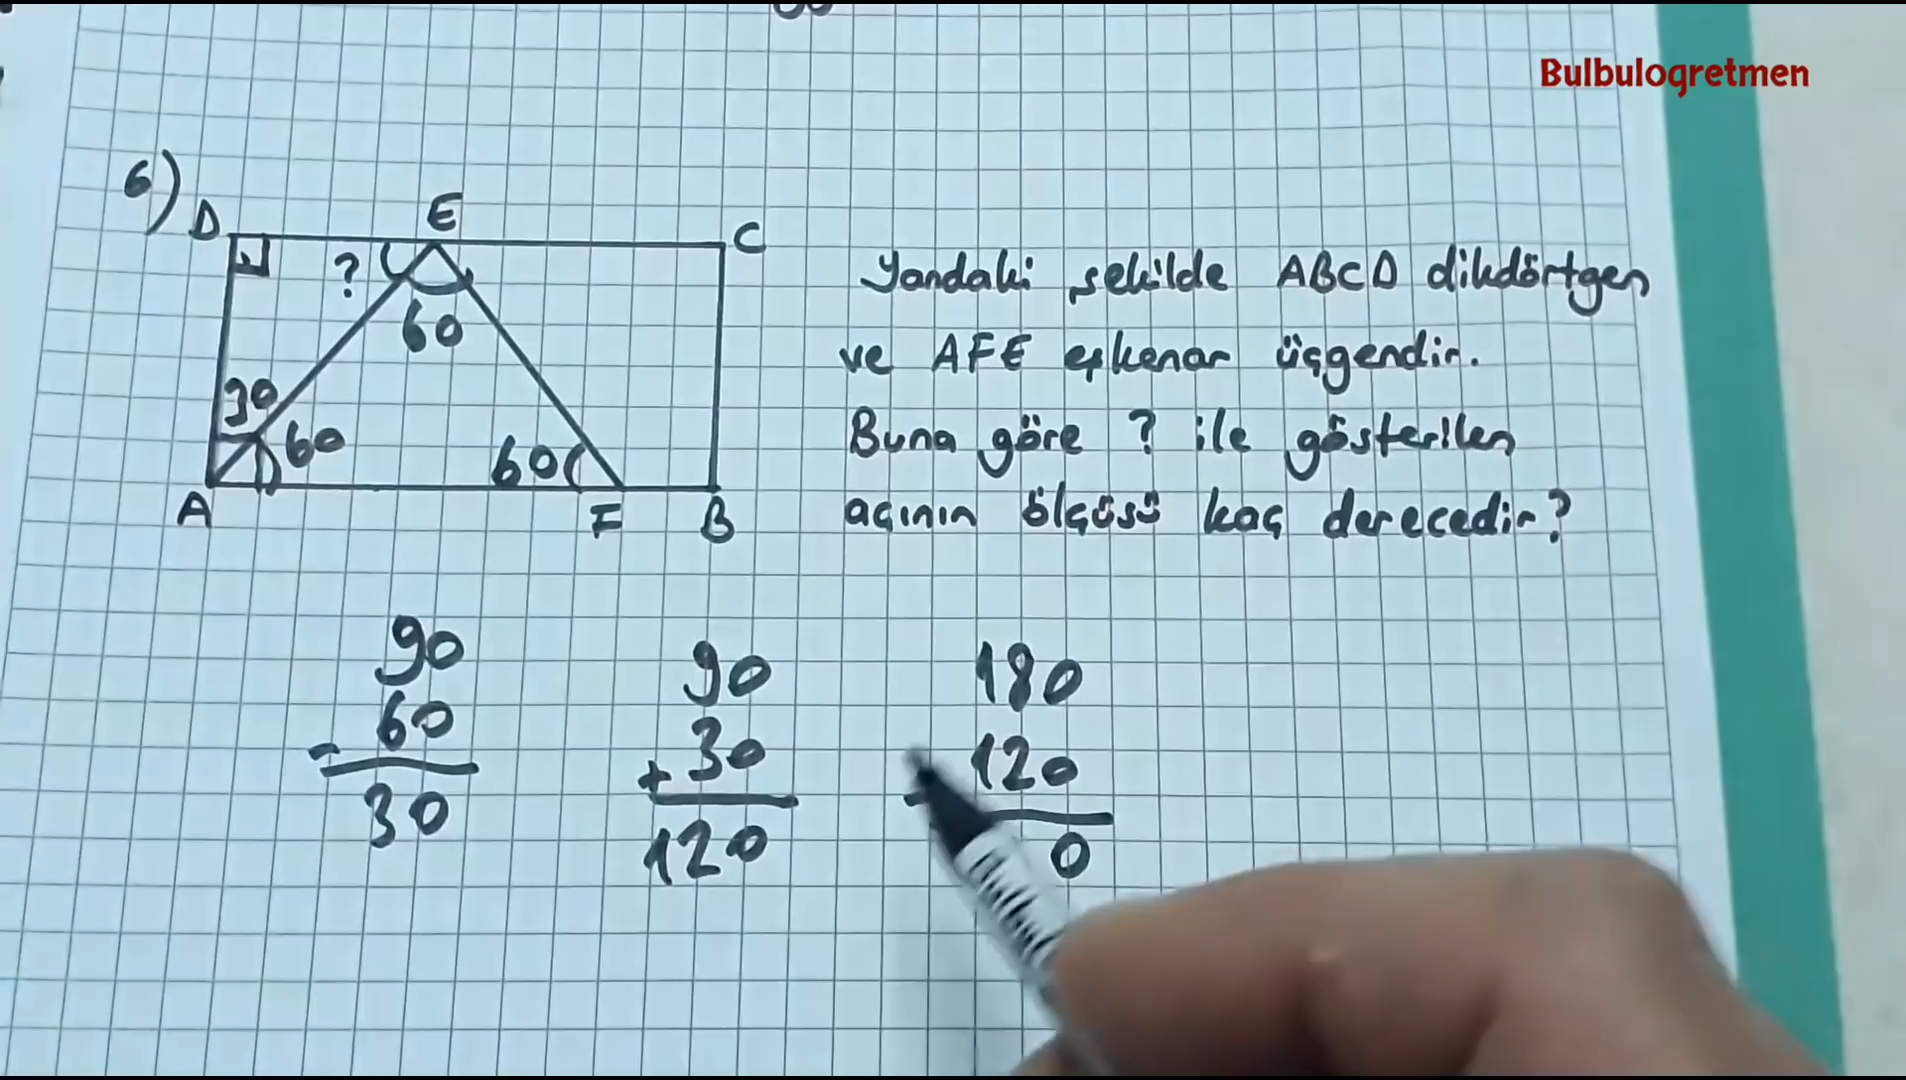 Bulbulogretmen
6)
D E C
?
60
30
60 60
A F B
Yandaki şekilde ABCD dikdörtgen
ve AFE eşkenar üçgendir.
Buna göre ? ile gösterilen
açının ölçüsü kaç derecedir?
90
60
-
30
90
+ 30
120
180
120
-
0